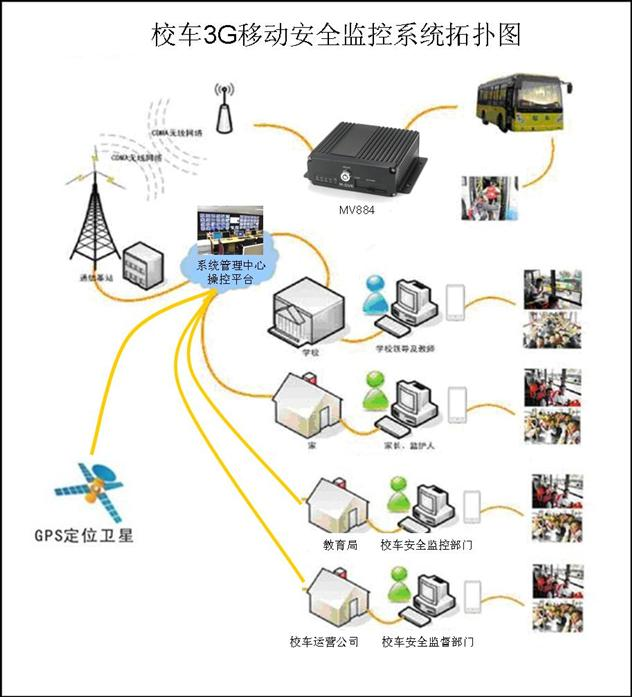 校车3G移动安全监控系统拓扑图
CDMA无线网络
CDMA无线网络
MV884
通信基站
系统管理中心
操控平台
学校
学校领导及教师
家
家长、监护人
GPS定位卫星
教育局
校车安全监控部门
校车运营公司
校车安全监督部门